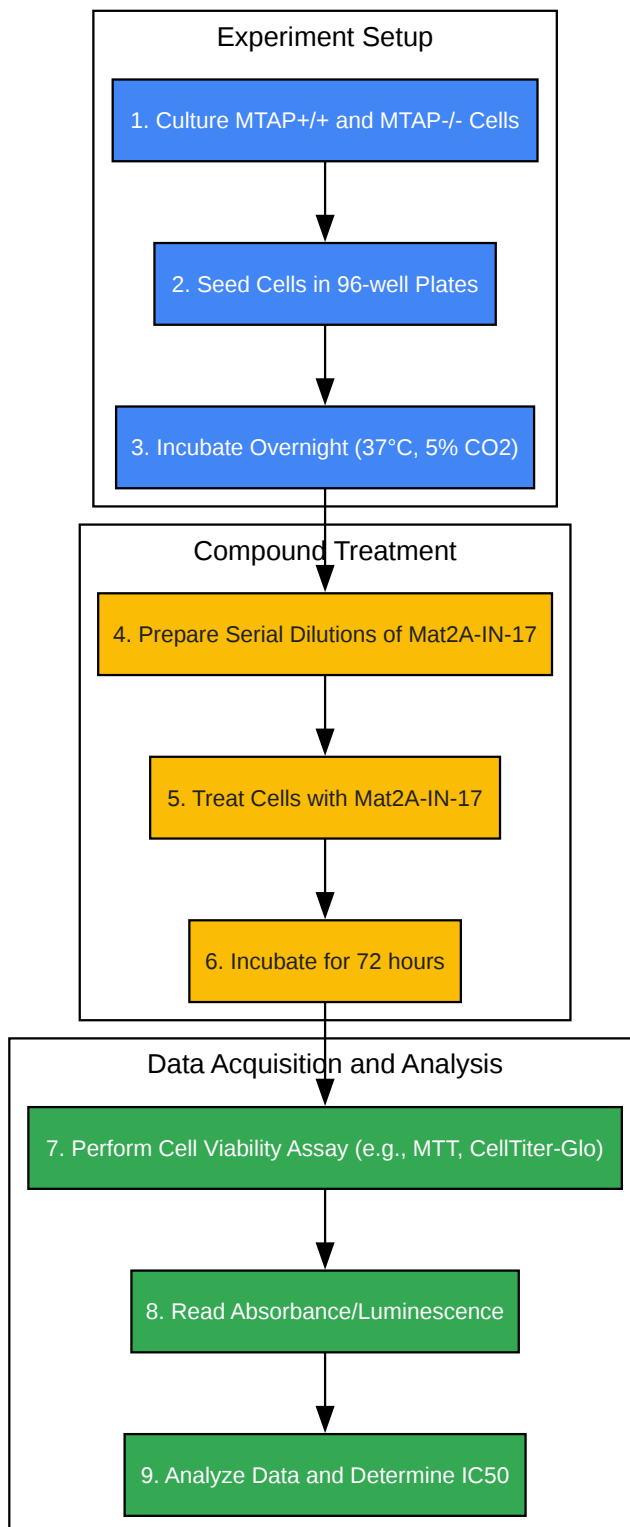 Experiment Setup
1. Culture MTAP+/+ and MTAP-/- Cells
2. Seed Cells in 96-well Plates
3. Incubate Overnight (37°C, 5% CO2)
Compound Treatment
4. Prepare Serial Dilutions of Mat2A-IN-17
5. Treat Cells with Mat2A-IN-17
6. Incubate for 72 hours
Data Acquisition and Analysis
7. Perform Cell Viability Assay (e.g., MTT, CellTiter-Glo)
8. Read Absorbance/Luminescence
9. Analyze Data and Determine IC50